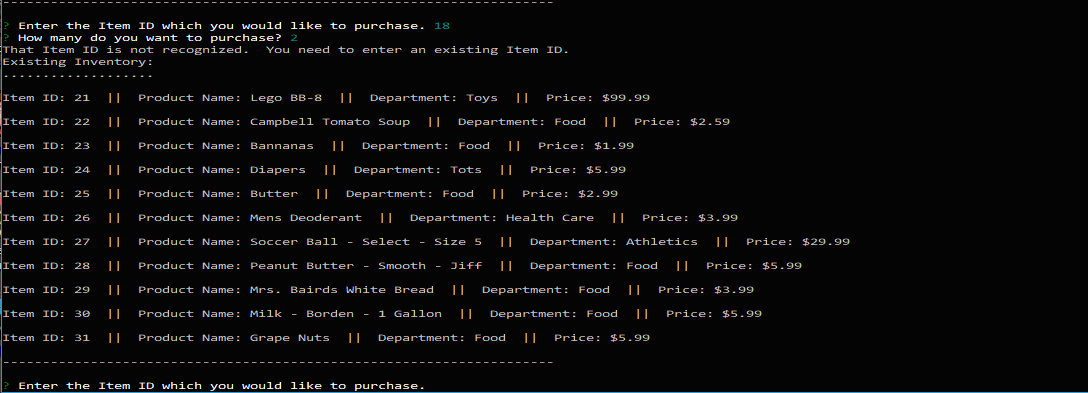 ---------------------------------------------------------------------
? Enter the Item ID which you would like to purchase. 18
? How many do you want to purchase? 2
That Item ID is not recognized.  You need to enter an existing Item ID.
Existing Inventory:
-------------------
Item ID: 21  ||  Product Name: Lego BB-8  ||  Department: Toys  ||  Price: $99.99
Item ID: 22  ||  Product Name: Campbell Tomato Soup  ||  Department: Food  ||  Price: $2.59
Item ID: 23  ||  Product Name: Bannanas  ||  Department: Food  ||  Price: $1.99
Item ID: 24  ||  Product Name: Diapers  ||  Department: Tots  ||  Price: $5.99
Item ID: 25  ||  Product Name: Butter  ||  Department: Food  ||  Price: $2.99
Item ID: 26  ||  Product Name: Mens Deoderant  ||  Department: Health Care  ||  Price: $3.99
Item ID: 27  ||  Product Name: Soccer Ball - Select - Size 5  ||  Department: Athletics  ||  Price: $29.99
Item ID: 28  ||  Product Name: Peanut Butter - Smooth - Jiff  ||  Department: Food  ||  Price: $5.99
Item ID: 29  ||  Product Name: Mrs. Bairds White Bread  ||  Department: Food  ||  Price: $3.99
Item ID: 30  ||  Product Name: Milk - Borden - 1 Gallon  ||  Department: Food  ||  Price: $5.99
Item ID: 31  ||  Product Name: Grape Nuts  ||  Department: Food  ||  Price: $5.99
---------------------------------------------------------------------
? Enter the Item ID which you would like to purchase.